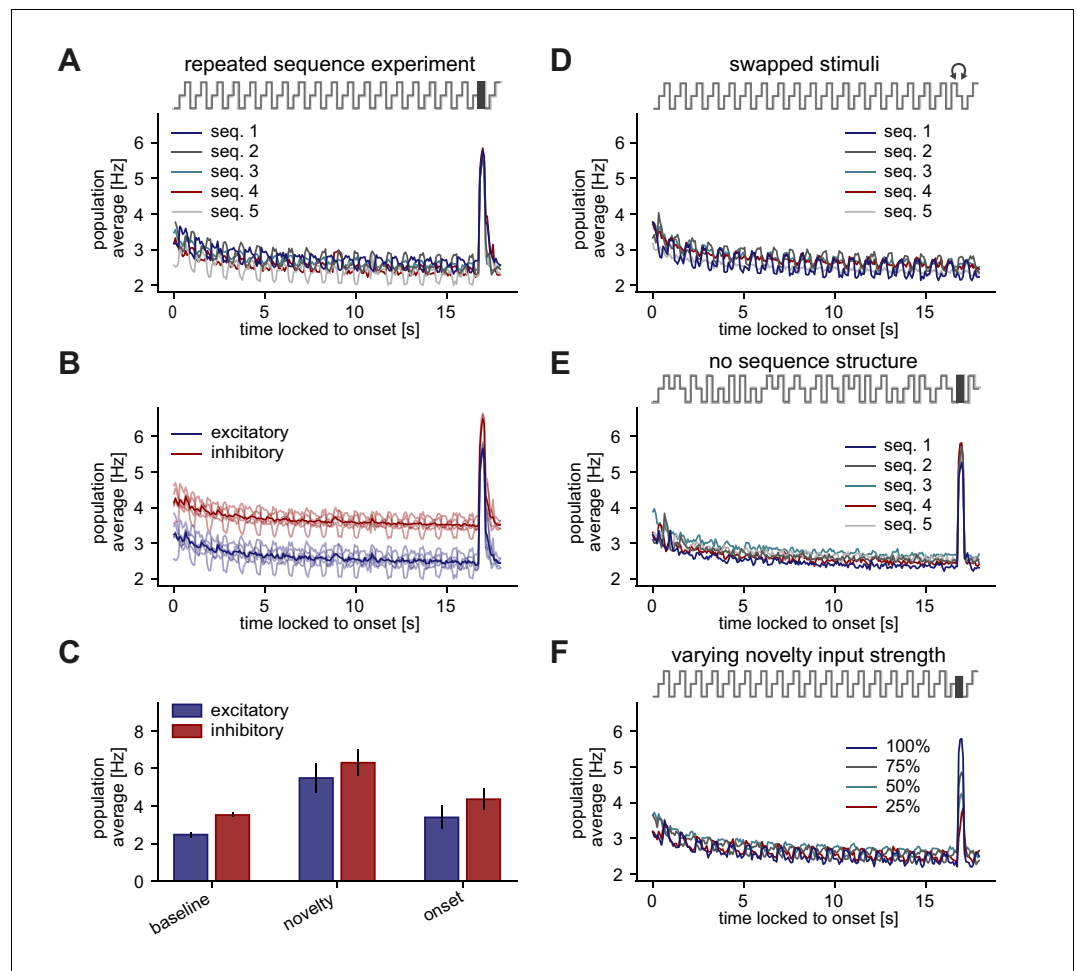 A
repeated sequence experiment
population
average [Hz]
6
5
4
3
2
seq. 1
seq. 2
seq. 3
seq. 4
seq. 5
0 5 10 15
time locked to onset [s]
B
population
average [Hz]
6
5
4
3
2
excitatory
inhibitory
0 5 10 15
time locked to onset [s]
C
population
average [Hz]
8
6
4
2
0
excitatory
inhibitory
baseline
novelty
onset
D
swapped stimuli
population
average [Hz]
6
5
4
3
2
seq. 1
seq. 2
seq. 3
seq. 4
seq. 5
0 5 10 15
time locked to onset [s]
E
no sequence structure
population
average [Hz]
6
5
4
3
2
seq. 1
seq. 2
seq. 3
seq. 4
seq. 5
0 5 10 15
time locked to onset [s]
F
varying novelty input strength
population
average [Hz]
6
5
4
3
2
100%
75%
50%
25%
0 5 10 15
time locked to onset [s]